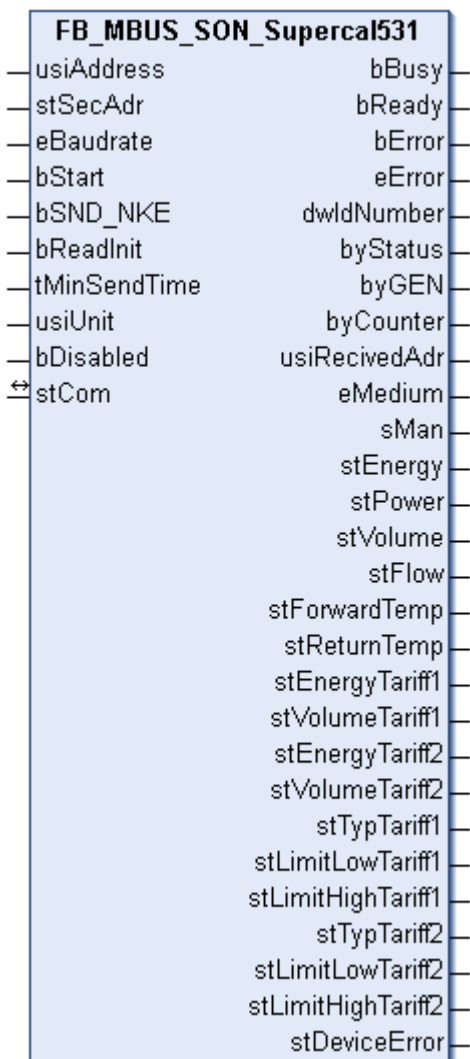 FB_MBUS_SON_Supercal531
usiAddress bBusy
stSecAdr bReady
eBaudrate bError
bStart eError
bSND_NKE dwIdNumber
bReadInit byStatus
tMinSendTime byGEN
usiUnit byCounter
bDisabled usiRecivedAdr
stCom eMedium
sMan
stEnergy
stPower
stVolume
stFlow
stForwardTemp
stReturnTemp
stEnergyTariff1
stVolumeTariff1
stEnergyTariff2
stVolumeTariff2
stTypTariff1
stLimitLowTariff1
stLimitHighTariff1
stTypTariff2
stLimitLowTariff2
stLimitHighTariff2
stDeviceError